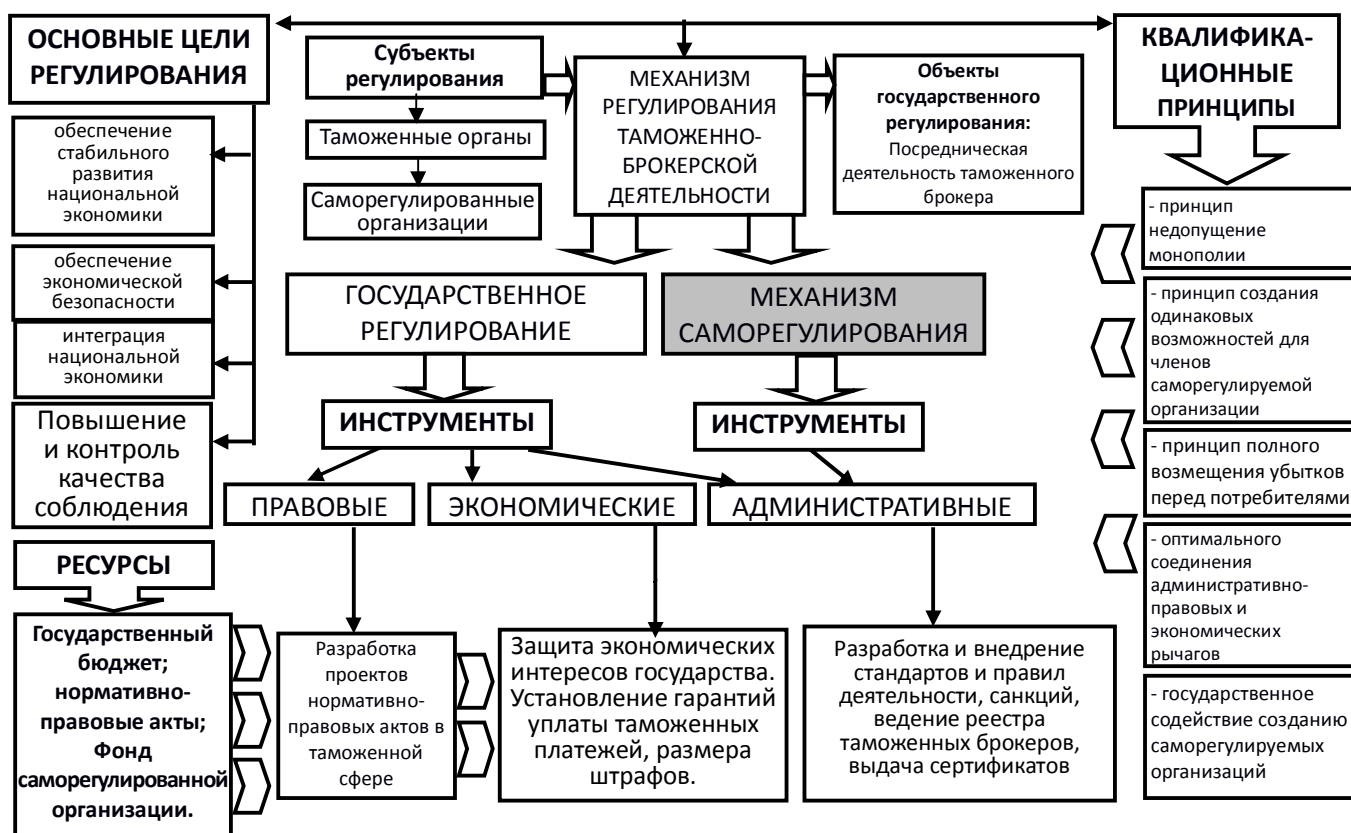 ОСНОВНЫЕ ЦЕЛИ
РЕГУЛИРОВАНИЯ
обеспечение
стабильного
развития
национальной
экономики
обеспечение
экономической
безопасности
интеграция
национальной
экономики
Повышение
и контроль
качества
соблюдения
РЕСУРСЫ
Государственный
бюджет;
нормативно-
правовые акты;
Фонд
саморегулированной
организации.
Субъекты
регулирования
Таможенные органы
Саморегулированные
организации
МЕХАНИЗМ
РЕГУЛИРОВАНИЯ
ТАМОЖЕННО-
БРОКЕРСКОЙ
ДЕЯТЕЛЬНОСТИ
Объекты
государственного
регулирования:
Посредническая
деятельность таможенного
брокера
ГОСУДАРСТВЕННОЕ
РЕГУЛИРОВАНИЕ
МЕХАНИЗМ
САМОРЕГУЛИРОВАНИЯ
ИНСТРУМЕНТЫ
ИНСТРУМЕНТЫ
ПРАВОВЫЕ
ЭКОНОМИЧЕСКИЕ
АДМИНИСТРАТИВНЫЕ
Разработка
проектов
нормативно-
правовых актов в
таможенной
сфере
Защита экономических
интересов государства.
Установление гарантий
уплаты таможенных
платежей, размера
штрафов.
Разработка и внедрение
стандартов и правил
деятельности, санкций,
ведение реестра
таможенных брокеров,
выдача сертификатов
КВАЛИФИКА-
ЦИОННЫЕ
ПРИНЦИПЫ
- принцип
недопущение
монополии
- принцип создания
одинаковых
возможностей для
членов
саморегулируемой
организации
- принцип полного
возмещения убытков
перед потребителями
- оптимального
соединения
административно-
правовых и
экономических
рычагов
- государственное
содействие созданию
саморегулируемых
организаций